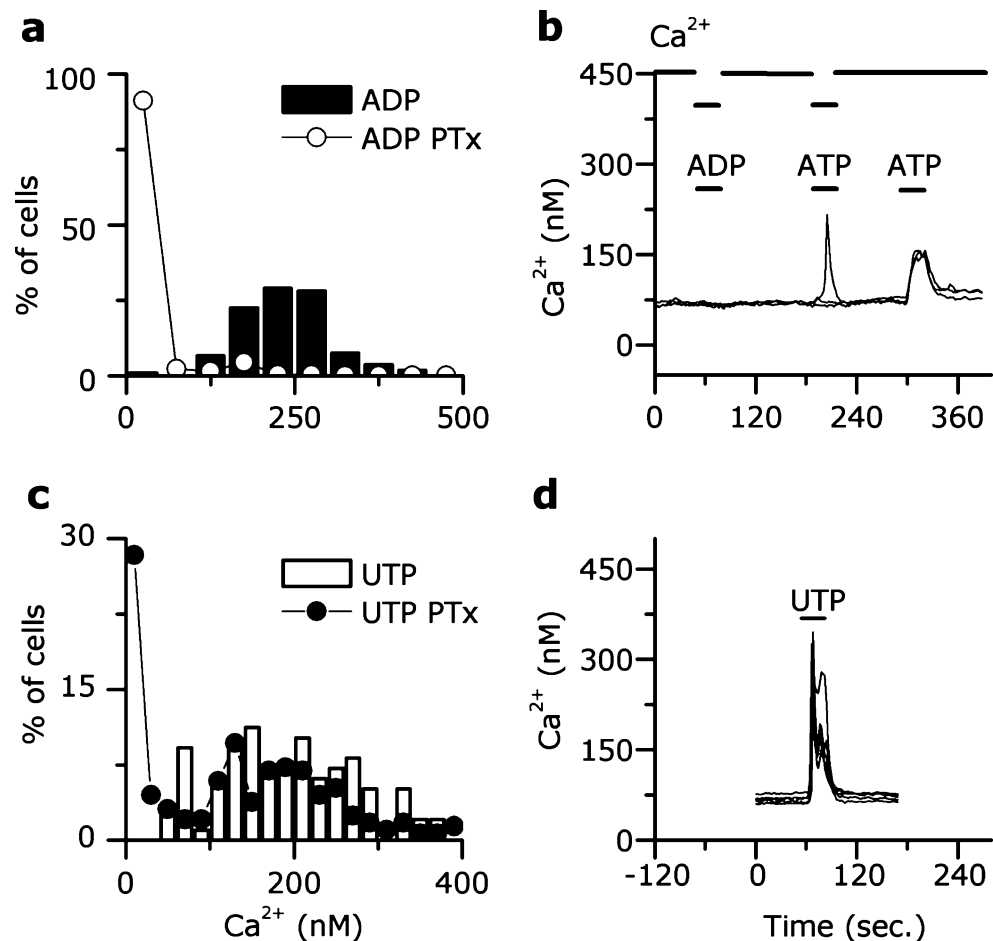 a
100
50
0
% of cells
ADP
ADP PTx
0 250 500
b
Ca²⁺
450
300
150
0
Ca²⁺ (nM)
ADP ATP ATP
0 120 240 360
c
30
15
0
% of cells
UTP
UTP PTx
0 200 400
Ca²⁺ (nM)
d
450
300
150
0
Ca²⁺ (nM)
UTP
-120 0 120 240
Time (sec.)